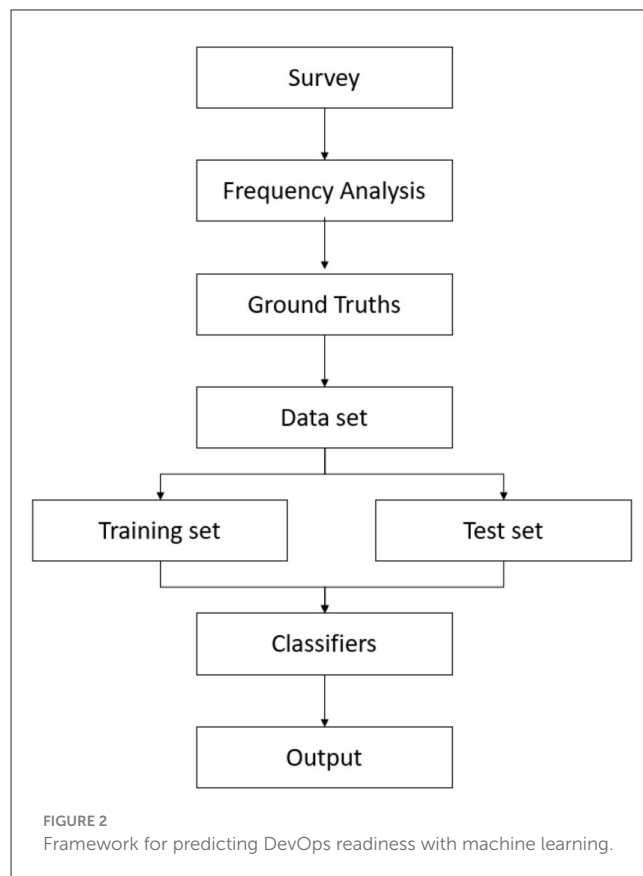 Survey
Frequency Analysis
Ground Truths
Data set
Training set
Test set
Classifiers
Output
FIGURE 2
Framework for predicting DevOps readiness with machine learning.